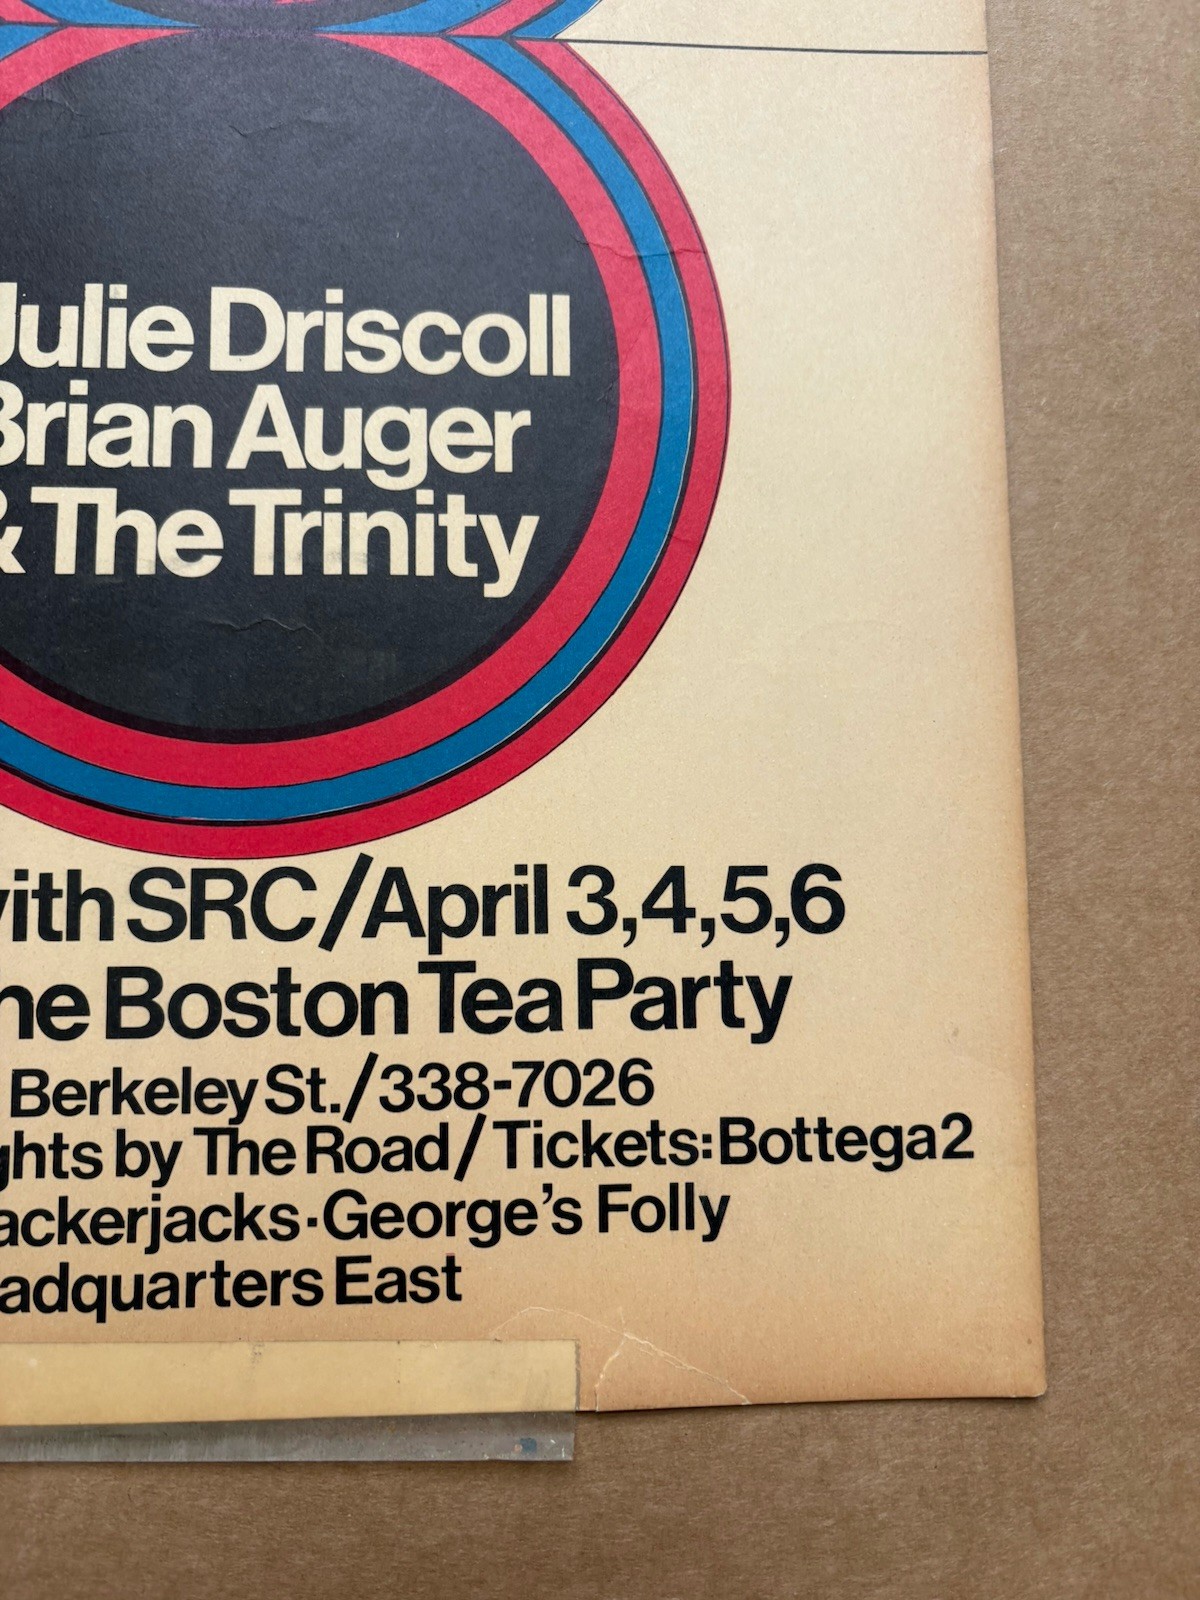 Julie Driscoll
Brian Auger
& The Trinity
with SRC/April 3,4,5,6
he Boston Tea Party
Berkeley St./338-7026
ghts by The Road/Tickets:Bottega2
ackerjacks·George's Folly
adquarters East